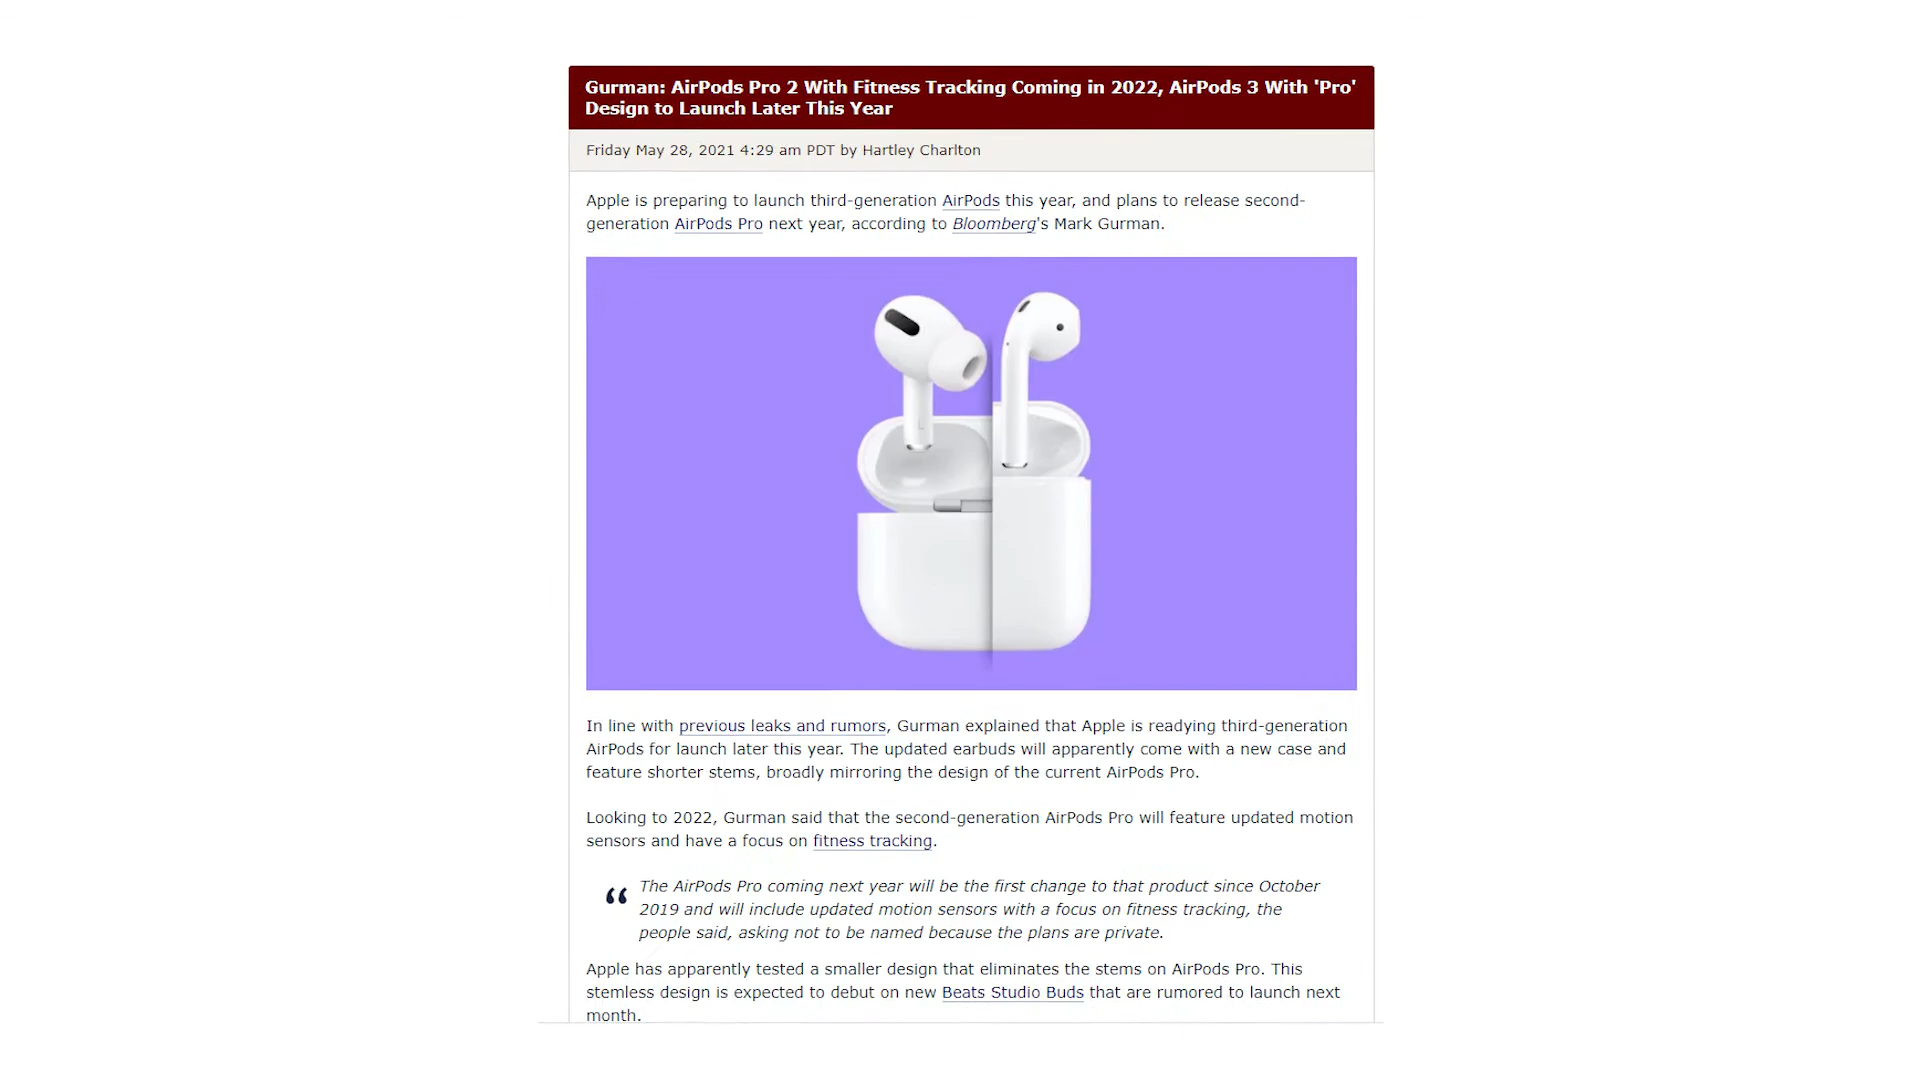 Gurman: AirPods Pro 2 With Fitness Tracking Coming in 2022, AirPods 3 With 'Pro'
Design to Launch Later This Year
Friday May 28, 2021 4:29 am PDT by Hartley Charlton
Apple is preparing to launch third-generation AirPods this year, and plans to release second-
generation AirPods Pro next year, according to Bloomberg's Mark Gurman.
L
In line with previous leaks and rumors, Gurman explained that Apple is readying third-generation
AirPods for launch later this year. The updated earbuds will apparently come with a new case and
feature shorter stems, broadly mirroring the design of the current AirPods Pro.
Looking to 2022, Gurman said that the second-generation AirPods Pro will feature updated motion
sensors and have a focus on fitness tracking.
“ The AirPods Pro coming next year will be the first change to that product since October
2019 and will include updated motion sensors with a focus on fitness tracking, the
people said, asking not to be named because the plans are private.
Apple has apparently tested a smaller design that eliminates the stems on AirPods Pro. This
stemless design is expected to debut on new Beats Studio Buds that are rumored to launch next
month.